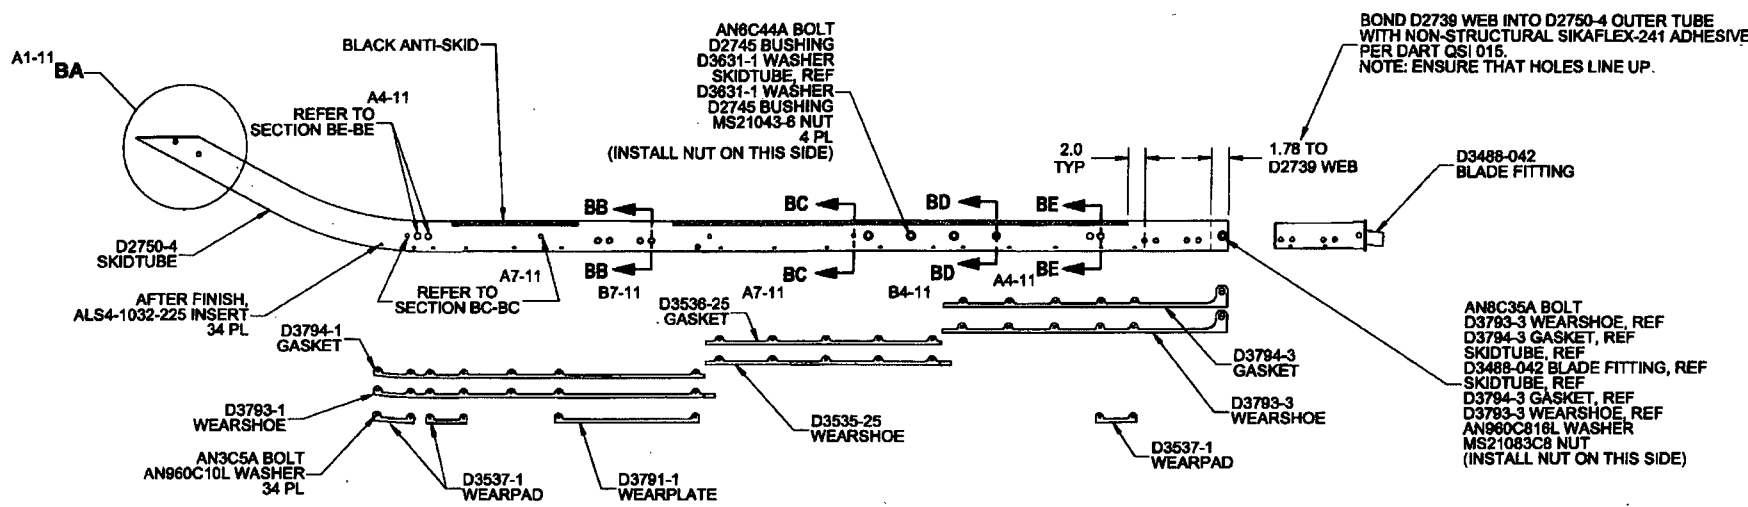 A1-11
BA
BLACK ANTI-SKID
A4-11
REFER TO
SECTION BE-BE
AN6C44A BOLT
D2745 BUSHING
D3631-1 WASHER
SKIDTUBE, REF
D3631-1 WASHER
D2745 BUSHING
MS21043-6 NUT
4 PL
(INSTALL NUT ON THIS SIDE)
BOND D2739 WEB INTO D2750-4 OUTER TUBE
WITH NON-STRUCTURAL SIKAFLEX-241 ADHESIVE
PER DART QSI 015.
NOTE: ENSURE THAT HOLES LINE UP.
2.0
TYP
1.78 TO
D2739 WEB
D3488-042
BLADE FITTING
BB
BC
BD
BE
D2750-4
SKIDTUBE
BB
BC
BD
BE
A7-11
B7-11
A7-11
B4-11
A4-11
REFER TO
SECTION BC-BC
AFTER FINISH,
ALS4-1032-225 INSERT
34 PL
D3794-1
GASKET
D3536-25
GASKET
D3794-3
GASKET
D3793-1
WEARSHOE
D3535-25
WEARSHOE
D3793-3
WEARSHOE
AN3C5A BOLT
AN960C10L WASHER
34 PL
D3537-1
WEARPAD
D3791-1
WEARPLATE
D3537-1
WEARPAD
AN8C35A BOLT
D3793-3 WEARSHOE, REF
D3794-3 GASKET, REF
SKIDTUBE, REF
D3488-042 BLADE FITTING, REF
SKIDTUBE, REF
D3794-3 GASKET, REF
D3793-3 WEARSHOE, REF
AN960C816L WASHER
MS21083C8 NUT
(INSTALL NUT ON THIS SIDE)